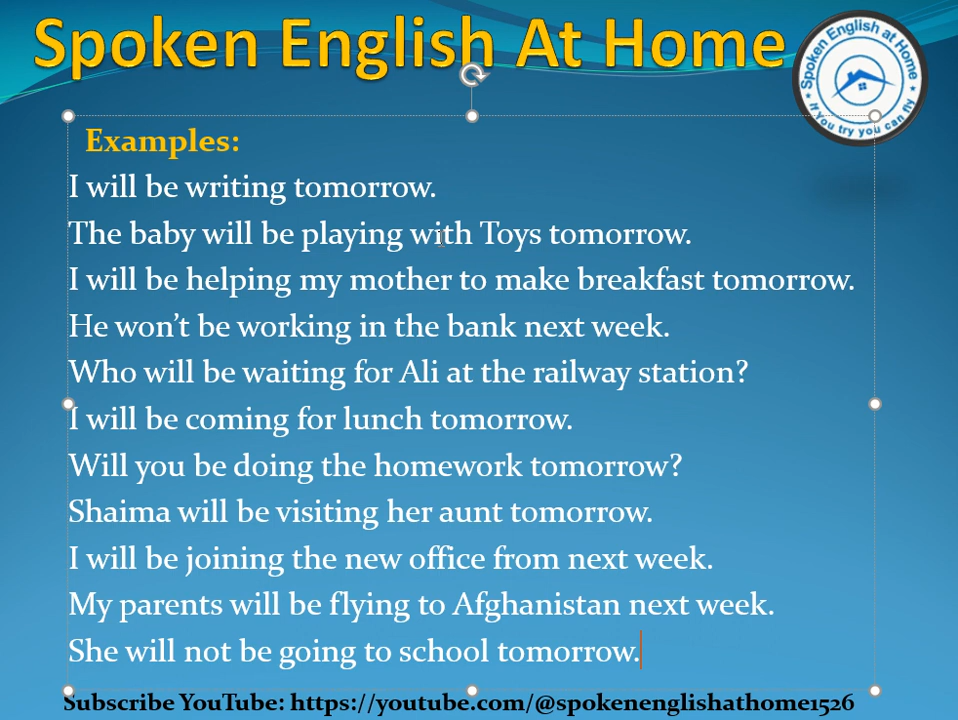 Spoken English At Home
Spoken English at Home
If You try you can fly
Examples:
I will be writing tomorrow.
The baby will be playing with Toys tomorrow.
I will be helping my mother to make breakfast tomorrow.
He won’t be working in the bank next week.
Who will be waiting for Ali at the railway station?
I will be coming for lunch tomorrow.
Will you be doing the homework tomorrow?
Shaima will be visiting her aunt tomorrow.
I will be joining the new office from next week.
My parents will be flying to Afghanistan next week.
She will not be going to school tomorrow.
Subscribe YouTube: https://youtube.com/@spokenenglishathome1526